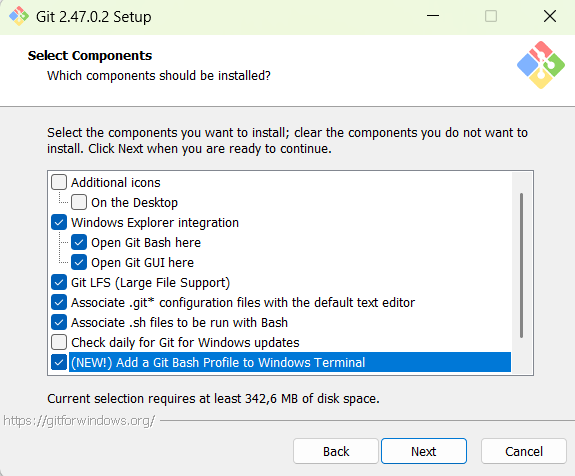 Git 2.47.0.2 Setup
Select Components
Which components should be installed?
Select the components you want to install; clear the components you do not want to
install. Click Next when you are ready to continue.
Additional icons
On the Desktop
Windows Explorer integration
Open Git Bash here
Open Git GUI here
Git LFS (Large File Support)
Associate .git* configuration files with the default text editor
Associate .sh files to be run with Bash
Check daily for Git for Windows updates
(NEW!) Add a Git Bash Profile to Windows Terminal
Current selection requires at least 342,6 MB of disk space.
https://gitforwindows.org/
Back Next Cancel